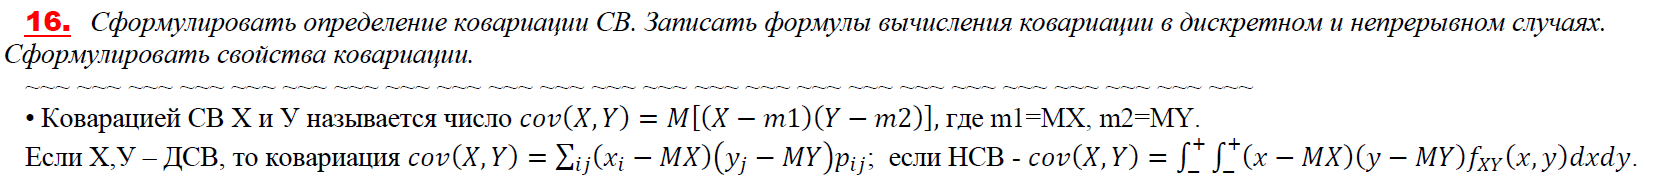 16. Сформулировать определение ковариации СВ. Записать формулы вычисления ковариации в дискретном и непрерывном случаях.
Сформулировать свойства ковариации.
~~~ ~~~ ~~~ ~~~ ~~~ ~~~ ~~~ ~~~ ~~~ ~~~ ~~~ ~~~ ~~~ ~~~ ~~~ ~~~ ~~~ ~~~ ~~~ ~~~ ~~~ ~~~ ~~~ ~~~
• Коварацией СВ X и У называется число cov(X,Y) = M[(X − m1)(Y − m2)], где m1=MX, m2=MY.
Если X,У – ДСВ, то ковариация cov(X,Y) = ∑ᵢⱼ(xᵢ − MX)(yⱼ − MY)pᵢⱼ; если НСВ - cov(X,Y) = ∫₋⁺ ∫₋⁺(x − MX)(y − MY)f_{XY}(x,y)dxdy.